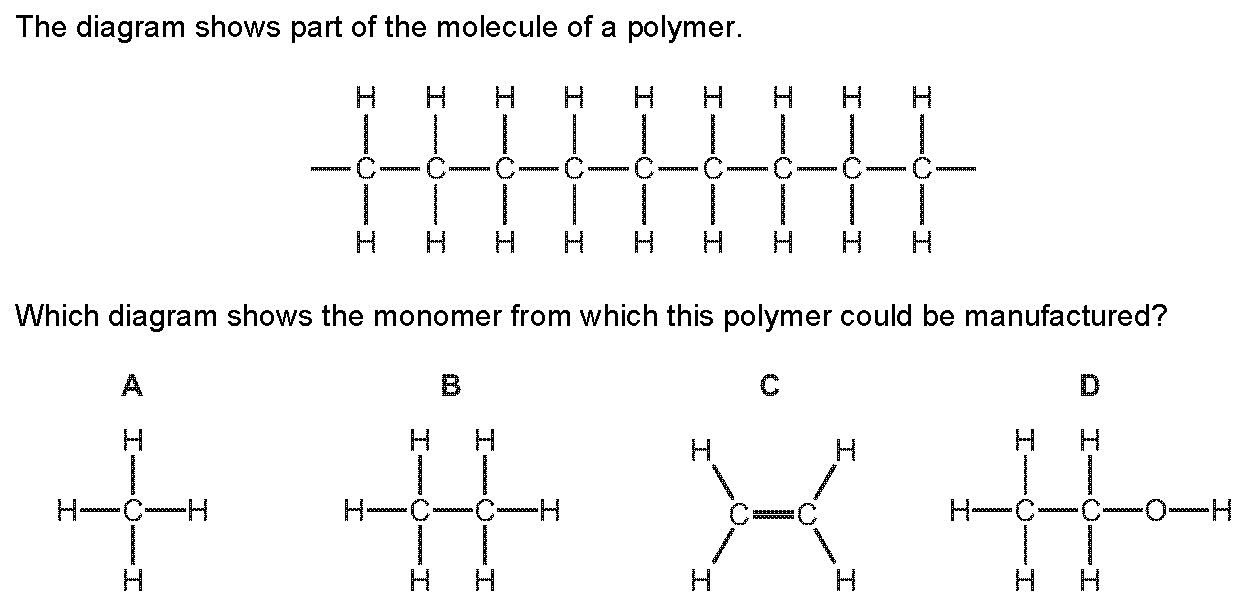 The diagram shows part of the molecule of a polymer.
H H H H H H H H H
C C C C C C C C C
H H H H H H H H H
Which diagram shows the monomer from which this polymer could be manufactured?
A B C D
H H H H H H H
H C H H C C H C C H C C O H
H H H H H H H